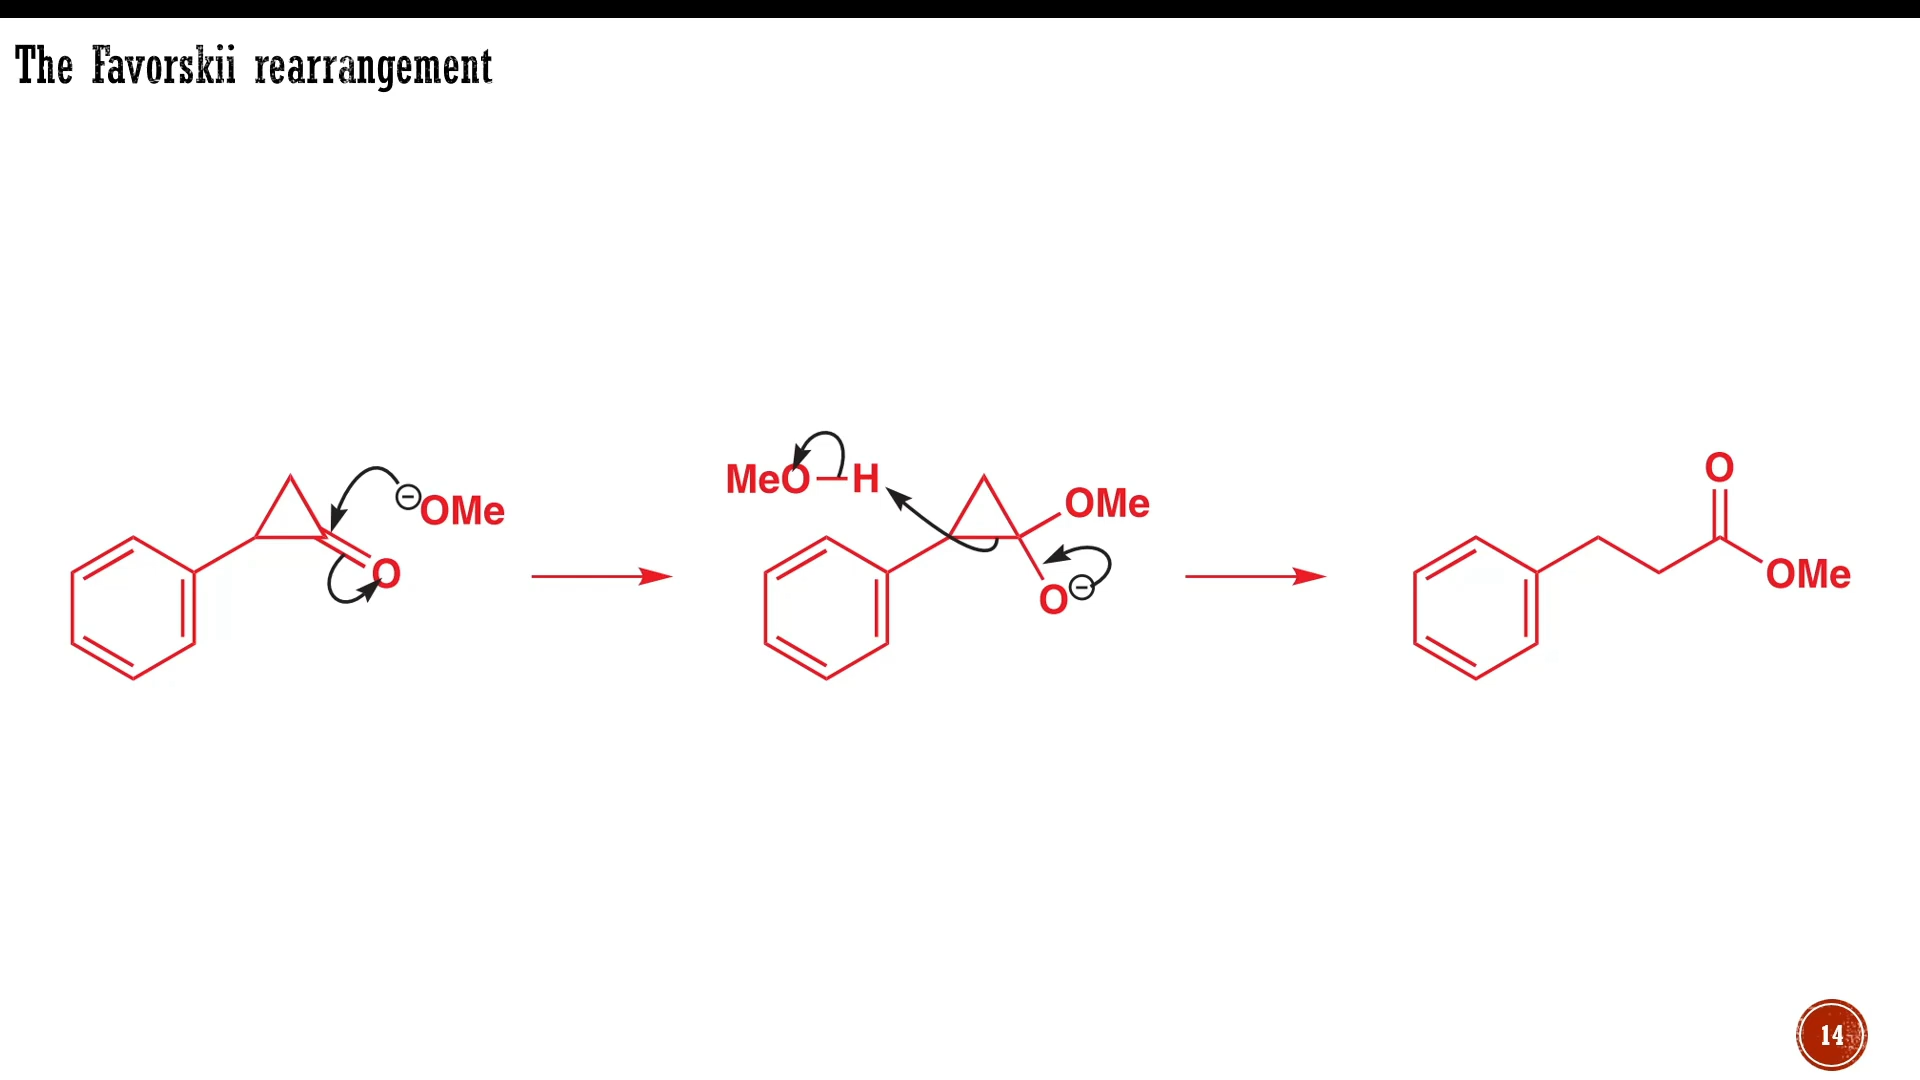 The Favorskii rearrangement
⊖OMe
O
MeO–H
OMe
O⊖
O
OMe
14